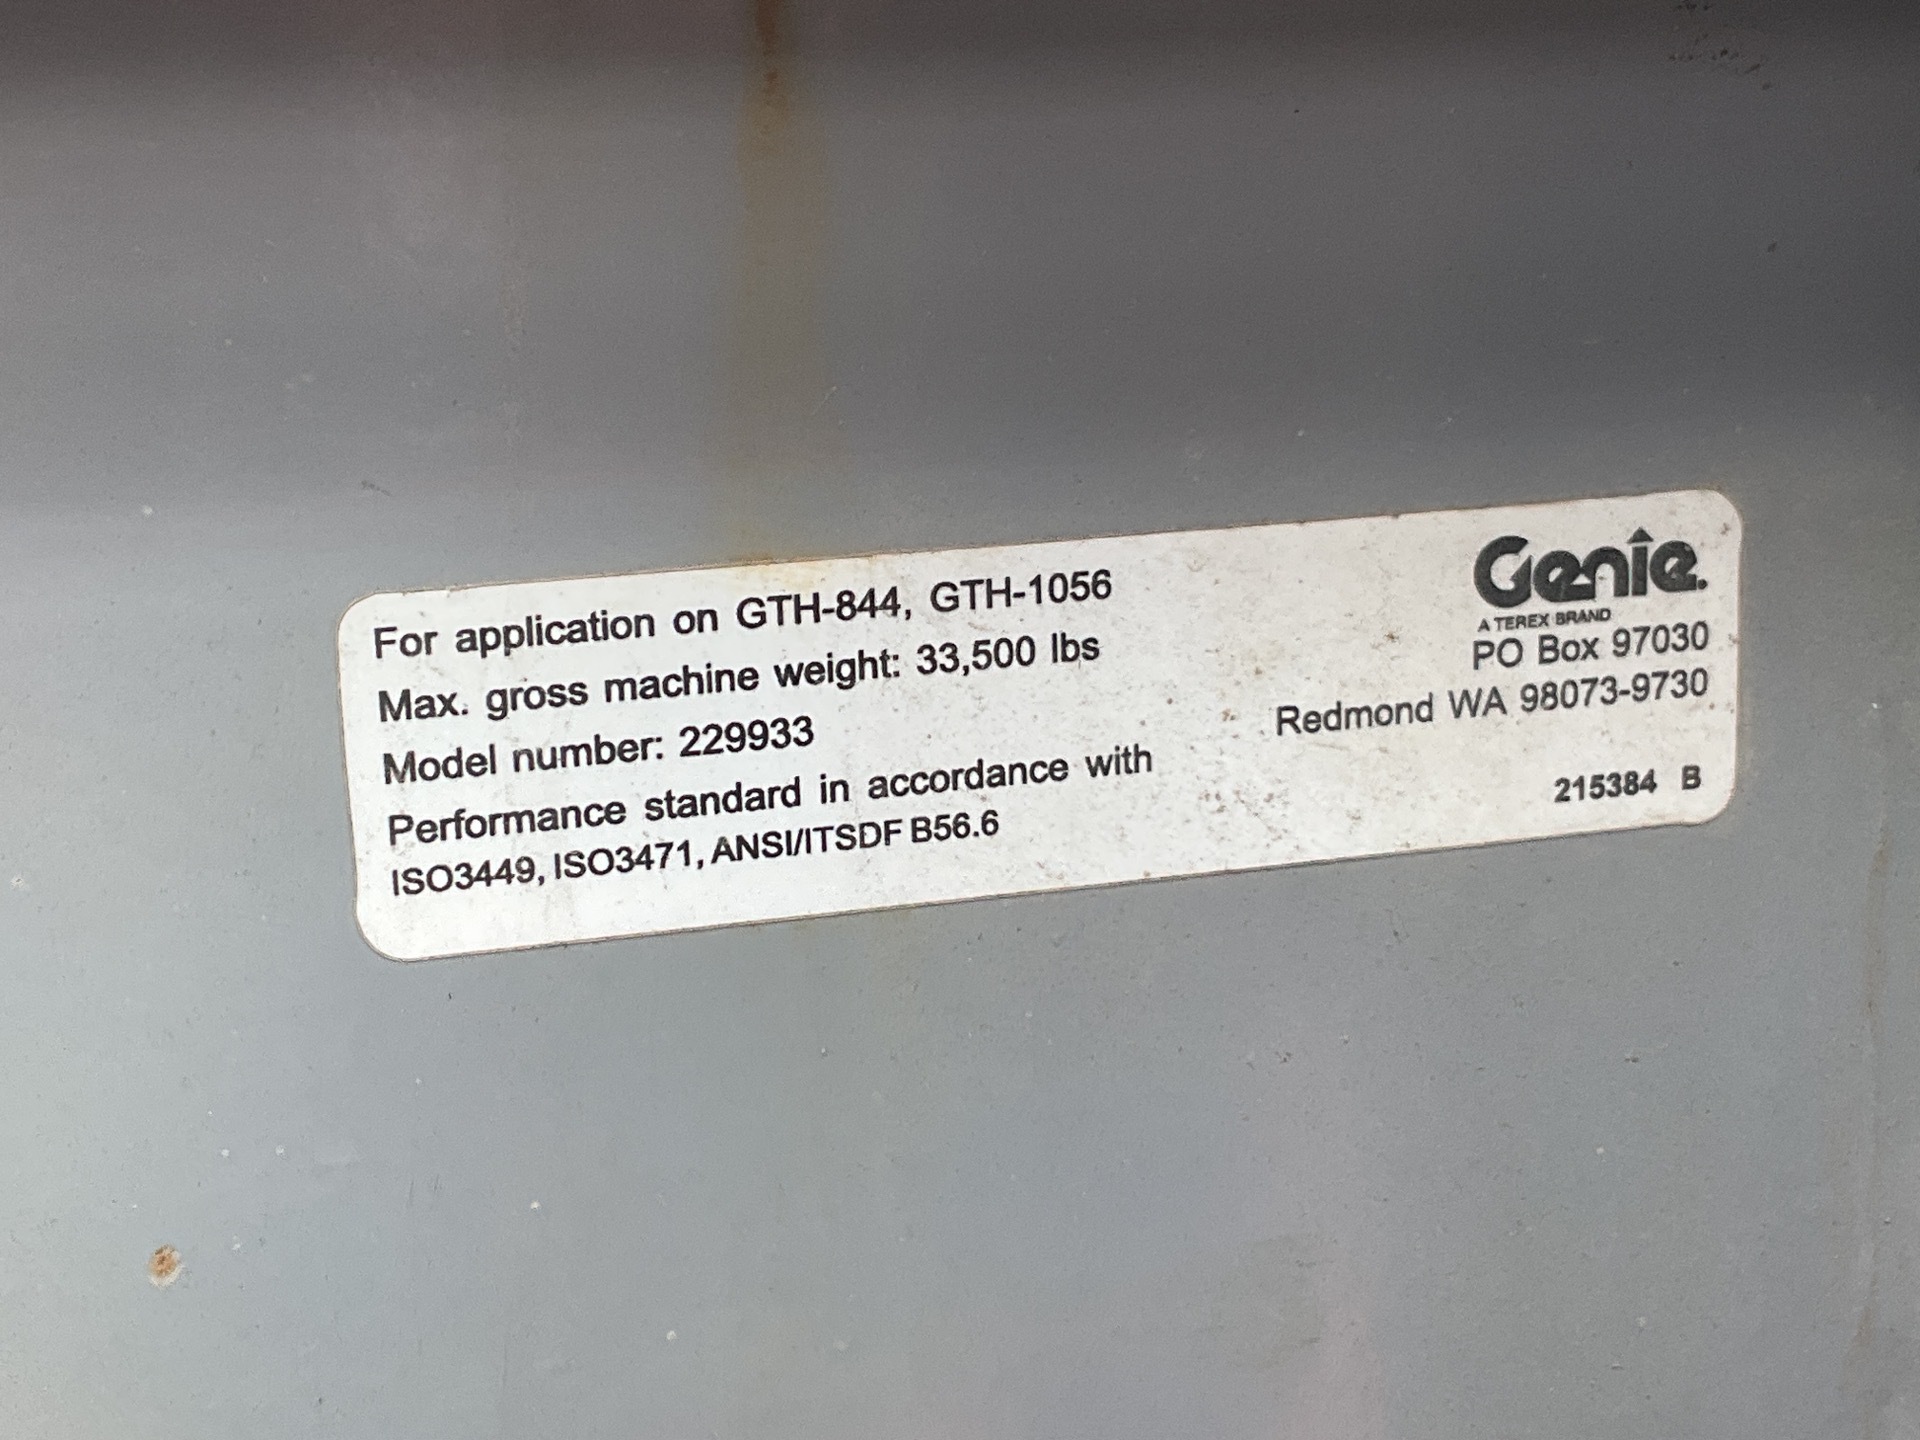 For application on GTH-844, GTH-1056
Max. gross machine weight: 33,500 lbs
Model number: 229933
Performance standard in accordance with
ISO3449, ISO3471, ANSI/ITSDF B56.6
Genie.
A TEREX BRAND
PO Box 97030
Redmond WA 98073-9730
215384 B